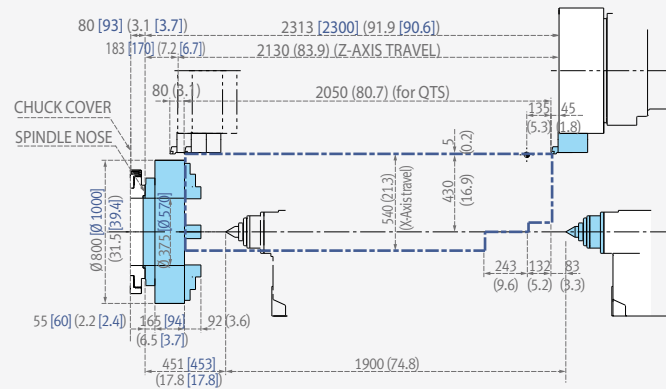 80 [93] (3.1 [3.7])
2313 [2300] (91.9 [90.6])
183 [170] (7.2 [6.7])
2130 (83.9) (Z-AXIS TRAVEL)
80 (3.1)
2050 (80.7) (for QTS)
135
(5.3)
45
(1.8)
CHUCK COVER
SPINDLE NOSE
5
(0.2)
540 (21.3)
(X-Axis travel)
430
(16.9)
Ø 800 [Ø 1000]
(31.5 [39.4])
Ø 375 [Ø 570]
243
(9.6)
132
(5.2)
83
(3.3)
55 [60] (2.2 [2.4])
165 [94]
(6.5 [3.7])
92 (3.6)
451 [453]
(17.8 [17.8])
1900 (74.8)